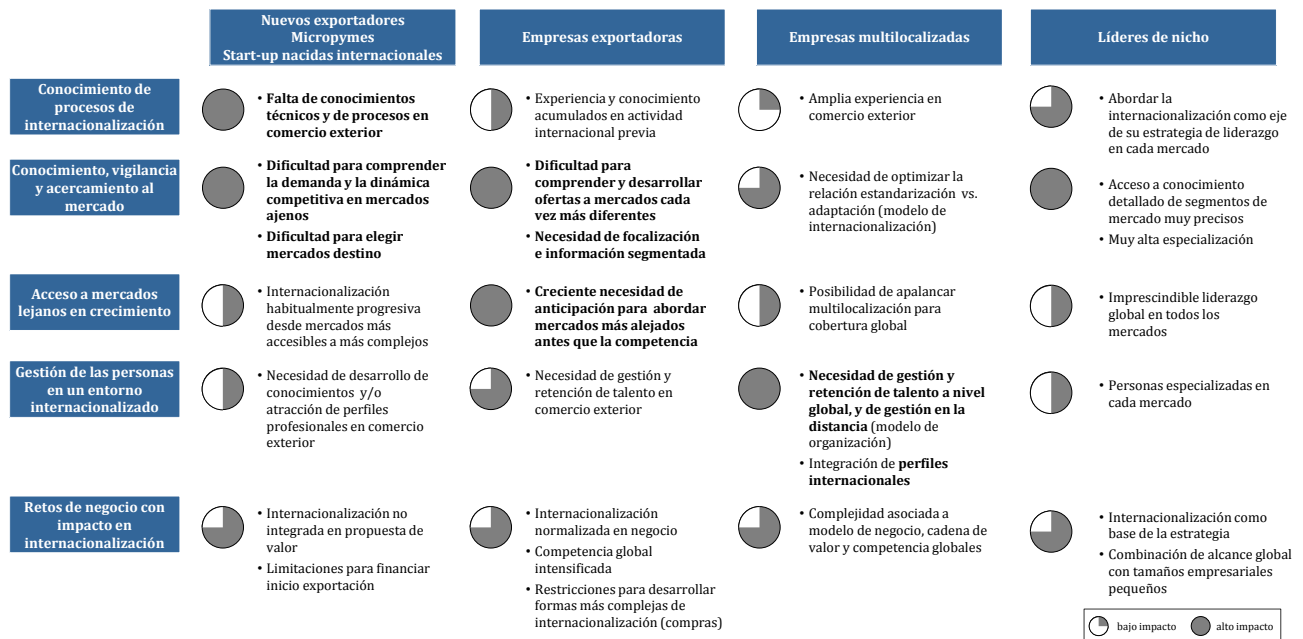 Nuevos exportadores
Micropymes
Start-up nacidas internacionales
Empresas exportadoras
Empresas multilocalizadas
Líderes de nicho
Conocimiento de
procesos de
internacionalización
• Falta de conocimientos
técnicos y de procesos en
comercio exterior
• Experiencia y conocimiento
acumulados en actividad
internacional previa
• Amplia experiencia en
comercio exterior
• Abordar la
internacionalización como eje
de su estrategia de liderazgo
en cada mercado
Conocimiento, vigilancia
y acercamiento al
mercado
• Dificultad para comprender
la demanda y la dinámica
competitiva en mercados
ajenos
• Dificultad para elegir
mercados destino
• Dificultad para
comprender y desarrollar
ofertas a mercados cada
vez más diferentes
• Necesidad de focalización
e información segmentada
• Necesidad de optimizar la
relación estandarización vs.
adaptación (modelo de
internacionalización)
• Acceso a conocimiento
detallado de segmentos de
mercado muy precisos
• Muy alta especialización
Acceso a mercados
lejanos en crecimiento
• Internacionalización
habitualmente progresiva
desde mercados más
accesibles a más complejos
• Creciente necesidad de
anticipación para abordar
mercados más alejados
antes que la competencia
• Posibilidad de apalancar
multilocalización para
cobertura global
• Imprescindible liderazgo
global en todos los
mercados
Gestión de las personas
en un entorno
internacionalizado
• Necesidad de desarrollo de
conocimientos y/o
atracción de perfiles
profesionales en comercio
exterior
• Necesidad de gestión y
retención de talento en
comercio exterior
• Necesidad de gestión y
retención de talento a nivel
global, y de gestión en la
distancia (modelo de
organización)
• Integración de perfiles
internacionales
• Personas especializadas en
cada mercado
Retos de negocio con
impacto en
internacionalización
• Internacionalización no
integrada en propuesta de
valor
• Limitaciones para financiar
inicio exportación
• Internacionalización
normalizada en negocio
• Competencia global
intensificada
• Restricciones para desarrollar
formas más complejas de
internacionalización (compras)
• Complejidad asociada a
modelo de negocio, cadena de
valor y competencia globales
• Internacionalización como
base de la estrategia
• Combinación de alcance global
con tamaños empresariales
pequeños
bajo impacto
alto impacto